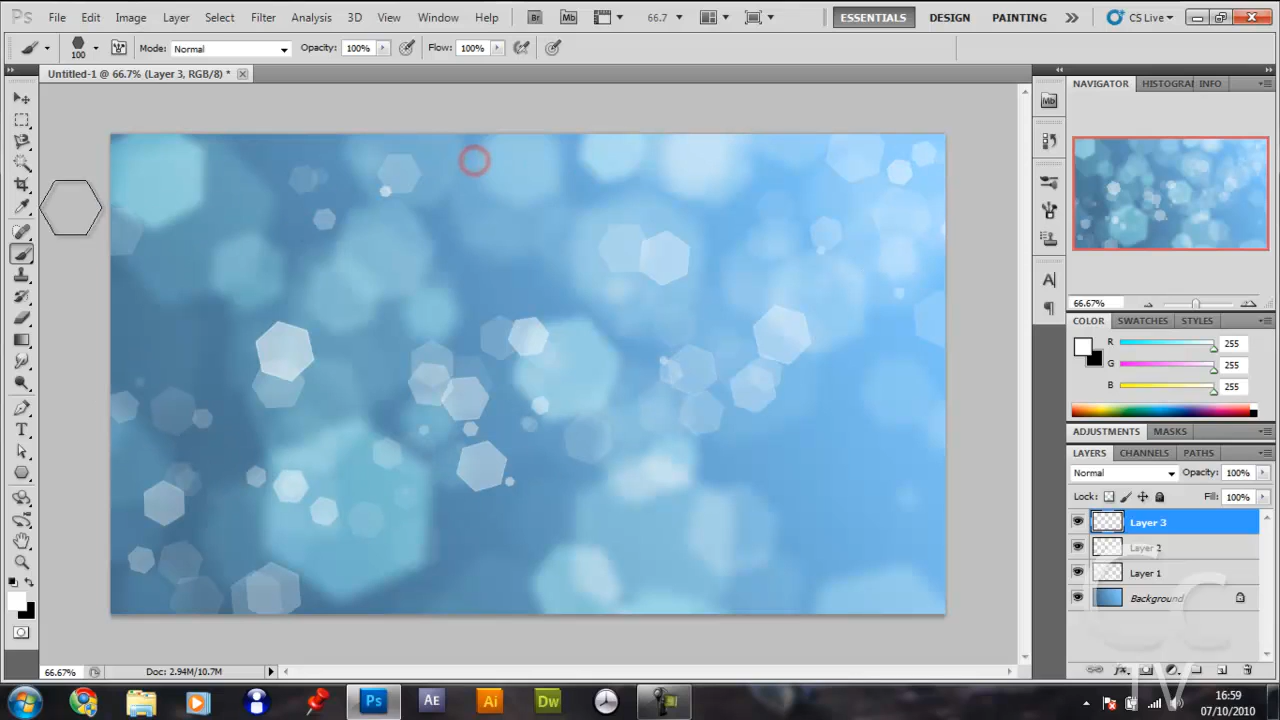 Ps File Edit Image Layer Select Filter Analysis 3D View Window Help Br Mb 66.7 ESSENTIALS DESIGN PAINTING CS Live
100 Mode: Normal Opacity: 100% Flow: 100%
Untitled-1 @ 66.7% (Layer 3, RGB/8) *
NAVIGATOR HISTOGRAM INFO
Mb
66.67%
COLOR SWATCHES STYLES
R 255
G 255
B 255
ADJUSTMENTS MASKS
LAYERS CHANNELS PATHS
Normal Opacity: 100%
Lock: Fill: 100%
Layer 3
Layer 2
Layer 1
Background
66.67% Doc: 2.94M/10.7M
Ps AE Ai Dw
16:59
07/10/2010